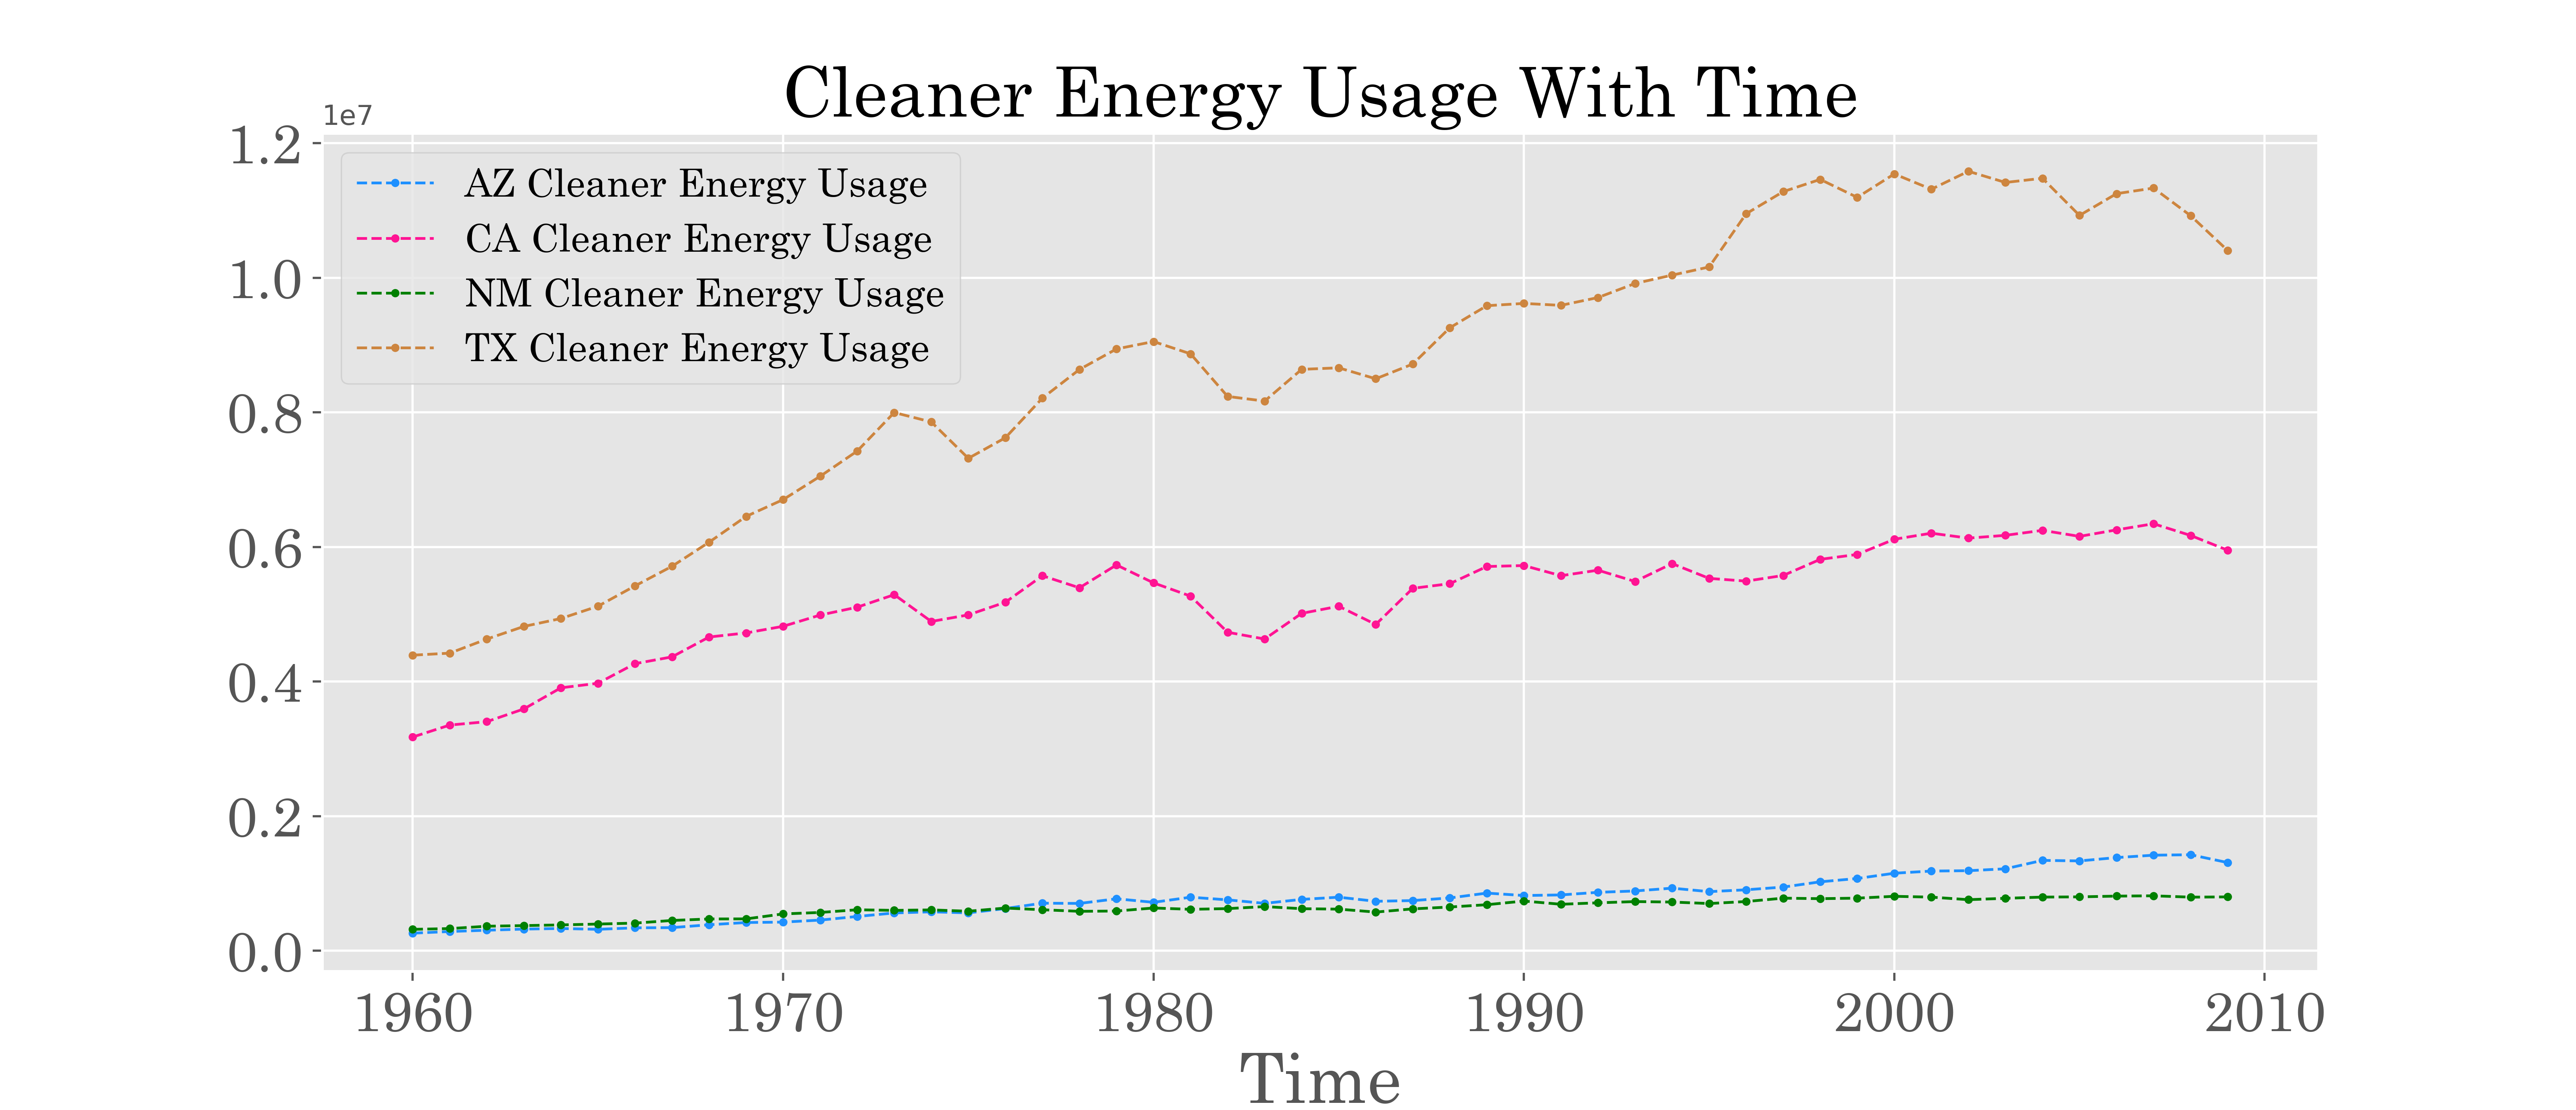 Cleaner Energy Usage With Time
1e7
1.2
1.0
0.8
0.6
0.4
0.2
0.0
AZ Cleaner Energy Usage
CA Cleaner Energy Usage
NM Cleaner Energy Usage
TX Cleaner Energy Usage
1960 1970 1980 1990 2000 2010
Time